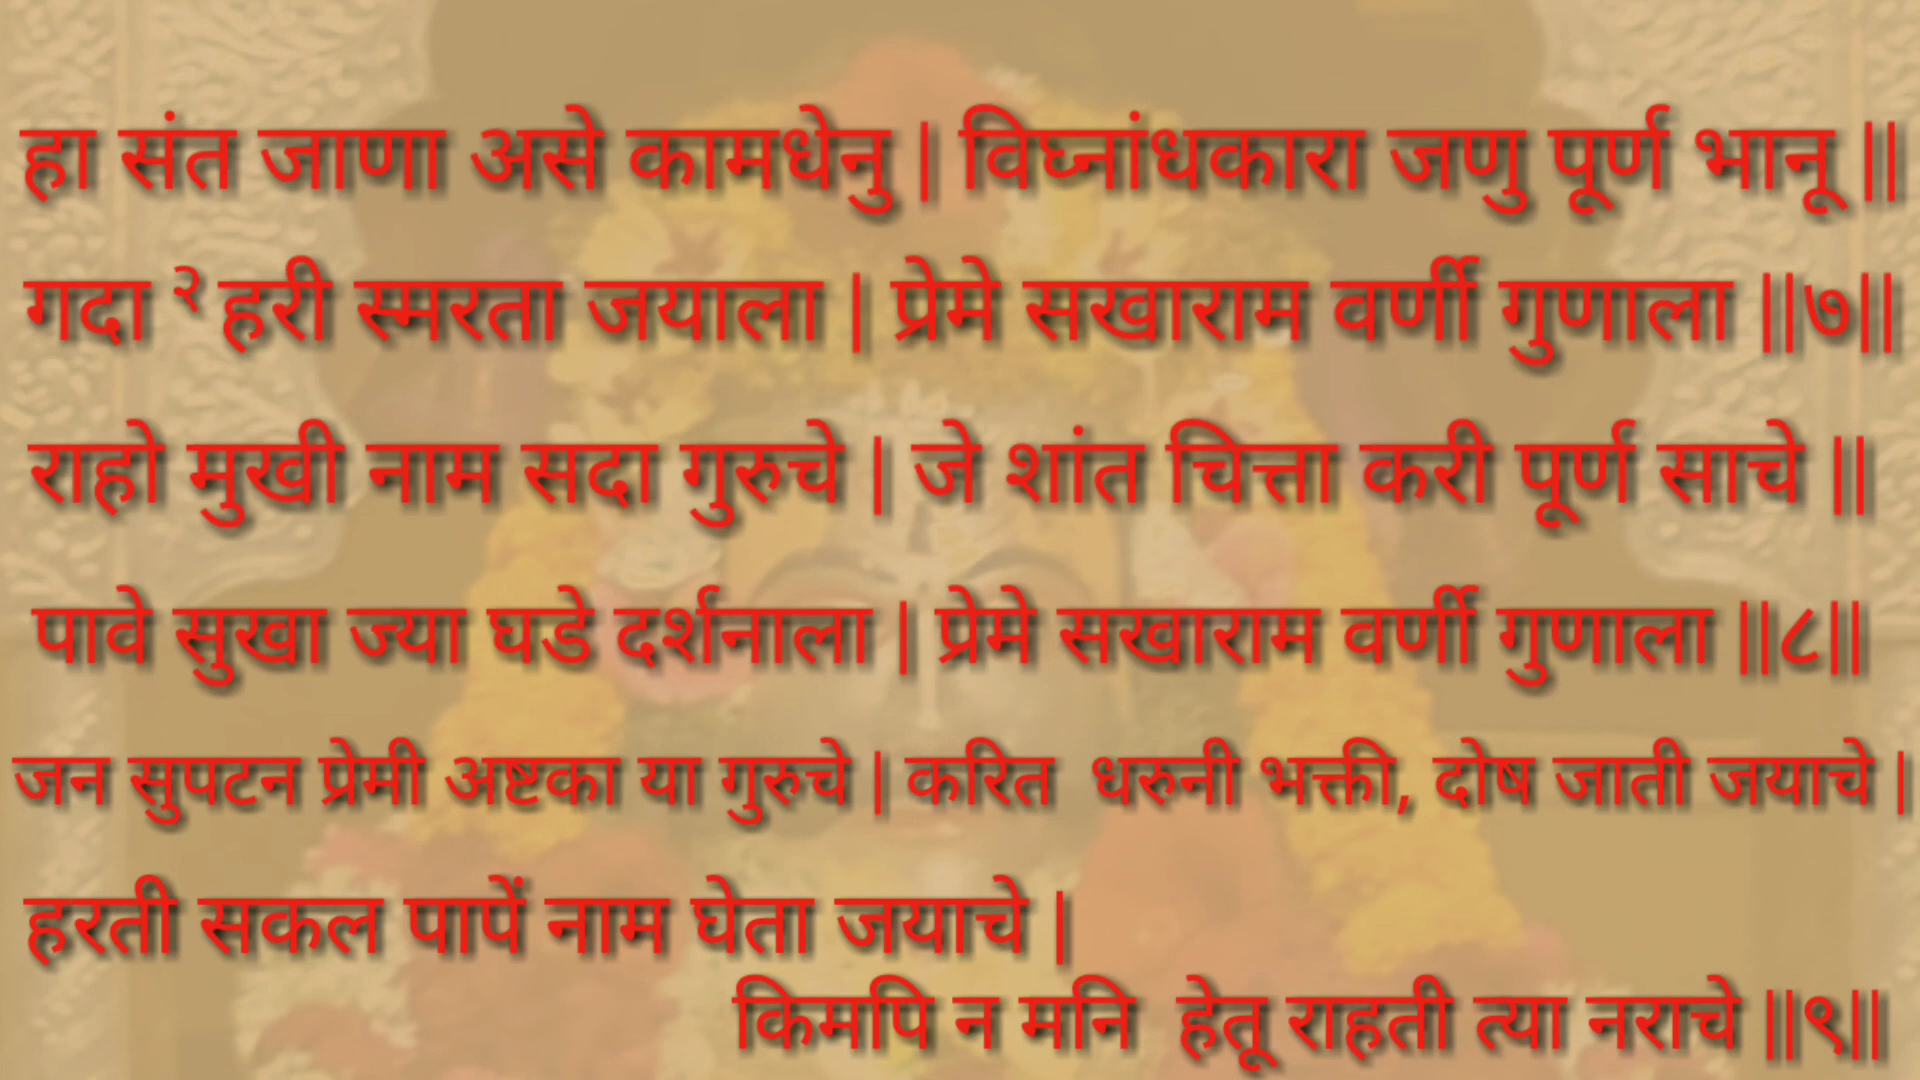 हा संत जाणा असे कामधेनु | विघ्नांधकारा जणु पूर्ण भानू ||
गदा २ हरी स्मरता जयाला | प्रेमे सखाराम वर्णी गुणाला ||७||
राहो मुखी नाम सदा गुरुचे | जे शांत चित्ता करी पूर्ण साचे ||
पावे सुखा ज्या घडे दर्शनाला | प्रेमे सखाराम वर्णी गुणाला ||८||
जन सुपटन प्रेमी अष्टका या गुरुचे | करित धरुनी भक्ती, दोष जाती जयाचे |
हरती सकल पापें नाम घेता जयाचे |
किमपि न मनि हेतू राहती त्या नराचे ||९||